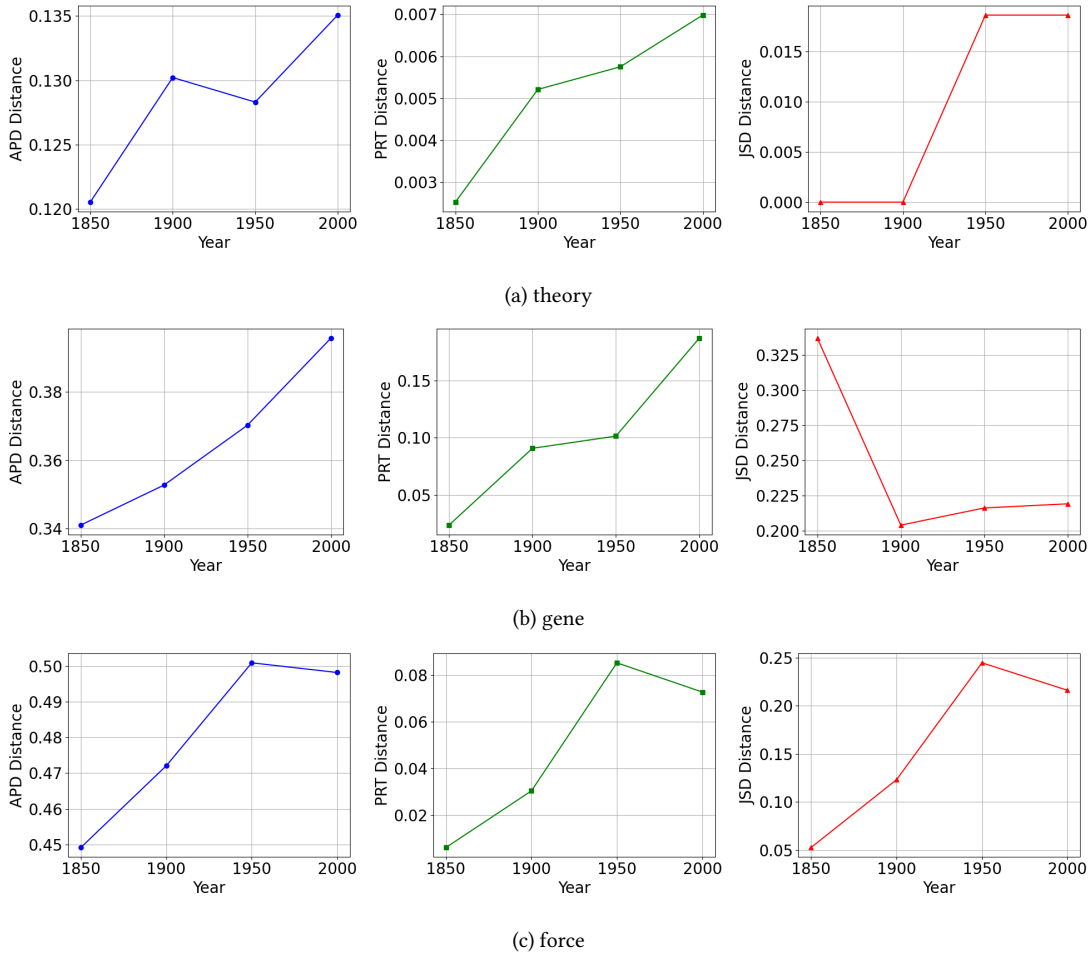 APD Distance
0.135
0.130
0.125
0.120
1850 1900 1950 2000
Year
PRT Distance
0.007
0.006
0.005
0.004
0.003
1850 1900 1950 2000
Year
JSD Distance
0.015
0.010
0.005
0.000
1850 1900 1950 2000
Year
(a) theory
APD Distance
0.38
0.36
0.34
1850 1900 1950 2000
Year
PRT Distance
0.15
0.10
0.05
1850 1900 1950 2000
Year
JSD Distance
0.325
0.300
0.275
0.250
0.225
0.200
1850 1900 1950 2000
Year
(b) gene
APD Distance
0.50
0.49
0.48
0.47
0.46
0.45
1850 1900 1950 2000
Year
PRT Distance
0.08
0.06
0.04
0.02
1850 1900 1950 2000
Year
JSD Distance
0.25
0.20
0.15
0.10
0.05
1850 1900 1950 2000
Year
(c) force